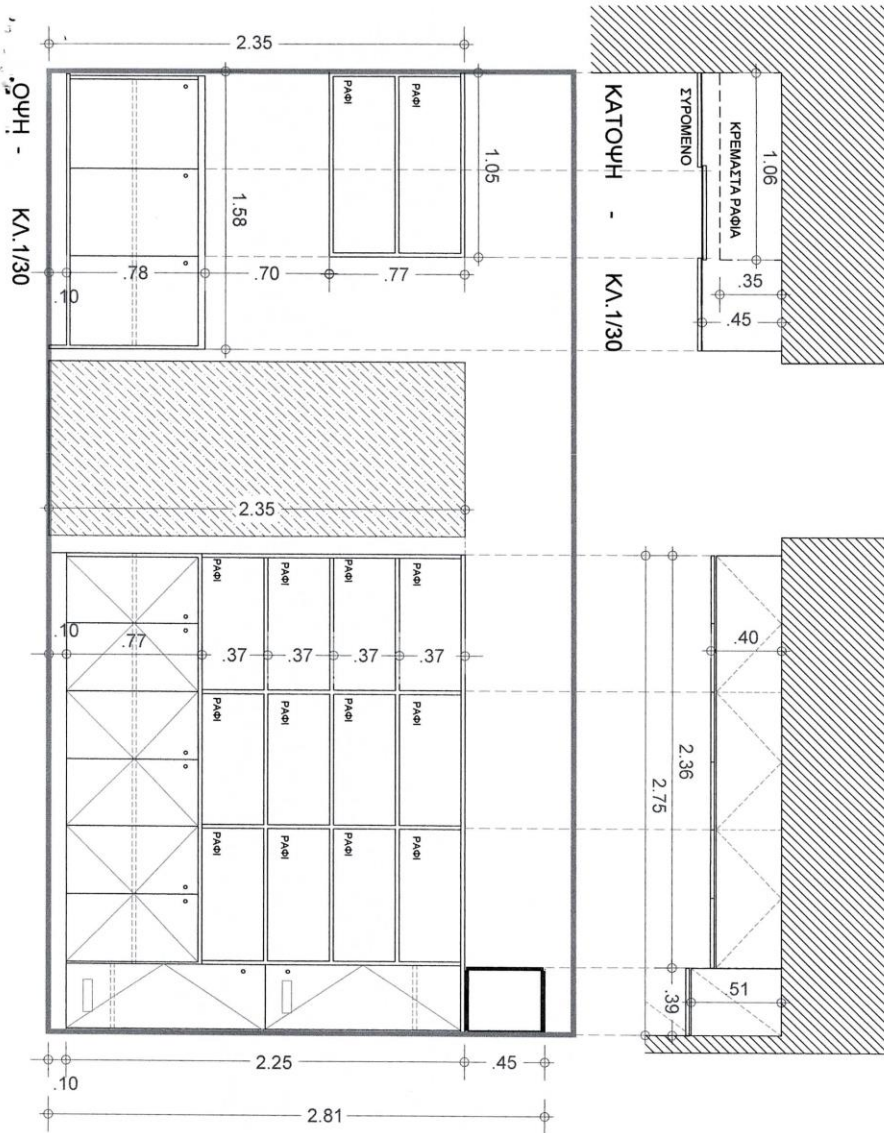 ΚΑΤΟΨΗ - ΚΛ.1/30
1.06
ΚΡΕΜΑΣΤΑ ΡΑΦΙΑ
ΣΥΡΟΜΕΝΟ
.35
.45
.40
2.36
2.75
.51
.39
ΟΨΗ - ΚΛ.1/30
2.35
1.05
1.58
ΡΑΦΙ
ΡΑΦΙ
.77
.70
.78
.10
2.35
ΡΑΦΙ ΡΑΦΙ ΡΑΦΙ
ΡΑΦΙ ΡΑΦΙ ΡΑΦΙ
ΡΑΦΙ ΡΑΦΙ ΡΑΦΙ
ΡΑΦΙ ΡΑΦΙ ΡΑΦΙ
.37
.37
.37
.37
.77
.10
.45
2.25
.10
2.81